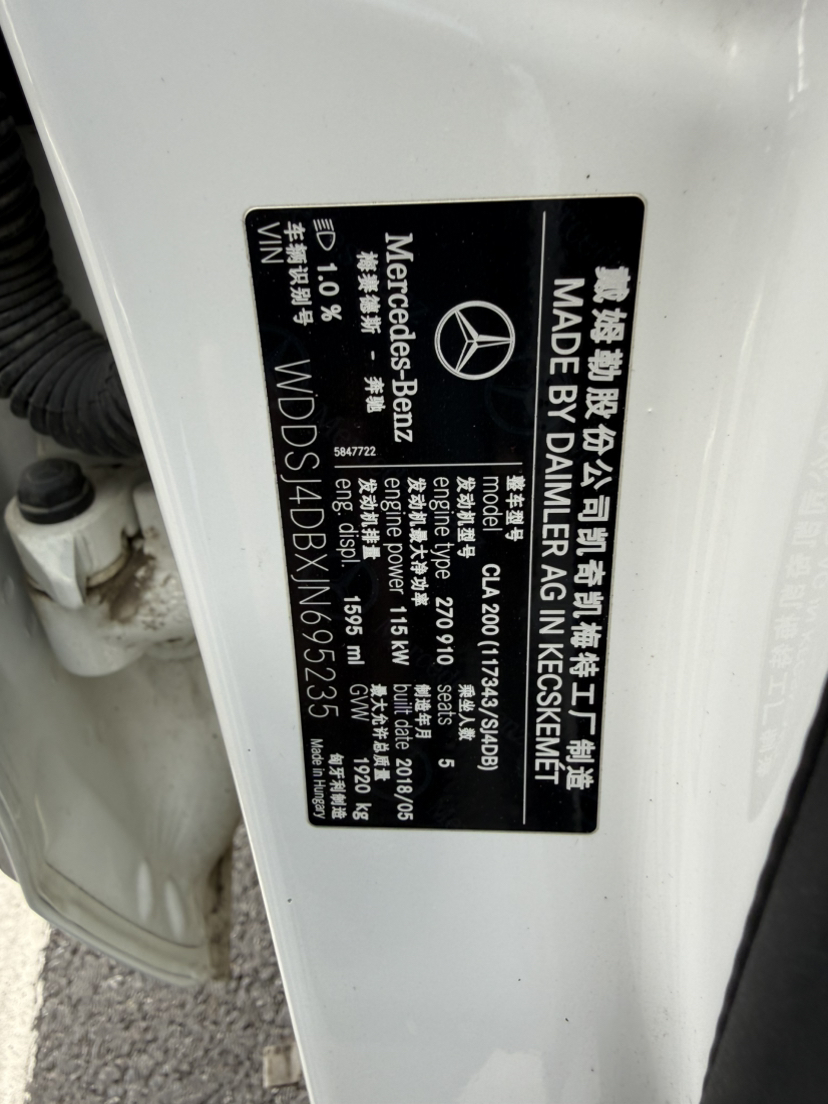 戴姆勒股份公司凯奇凯梅特工厂制造
MADE BY DAIMLER AG IN KECSKEMÉT
Mercedes-Benz
梅赛德斯 - 奔驰
1.0 %
5847722
整车型号
model CLA 200 (117343/SJ4DB)
发动机型号 乘坐人数
engine type 270 910 seats 5
发动机最大净功率 制造年月
engine power 115 kW built date 2018/05
发动机排量 最大允许总质量
eng. displ. 1595 ml GVW 1920 kg
车辆识别号
VIN WDDSJ4DBXJN695235
匈牙利制造
Made in Hungary